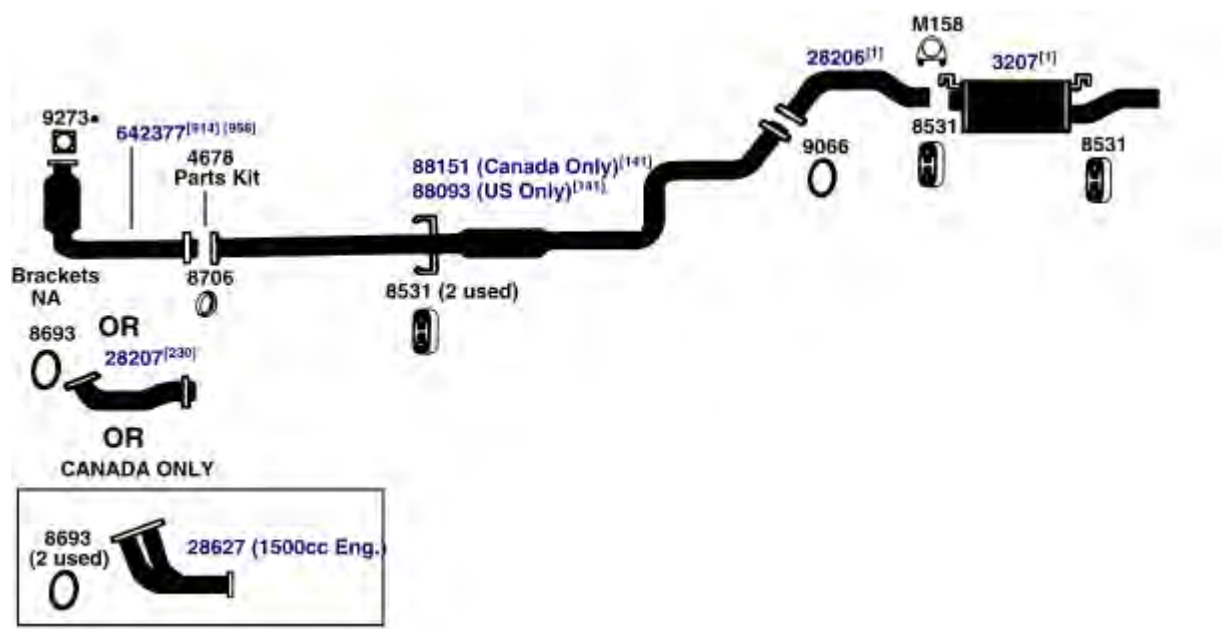 M158
28206[1]
3207[1]
9273•
642377[914] [956]
4678
Parts Kit
88151 (Canada Only)[141]
88093 (US Only)[141]
9066
8531
8531
Brackets
NA
8706
8531 (2 used)
OR
8693
28207[230]
OR
CANADA ONLY
8693
(2 used)
28627 (1500cc Eng.)